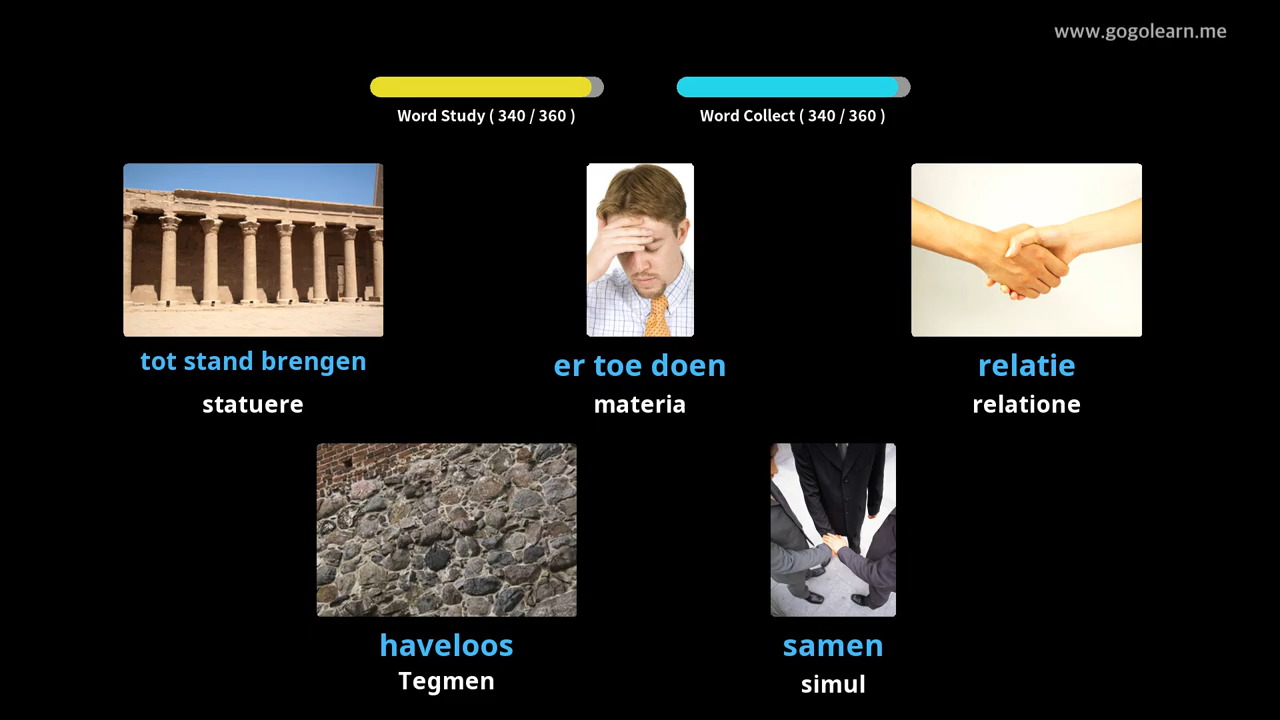 www.gogolearn.me
Word Study ( 340 / 360 )
Word Collect ( 340 / 360 )
tot stand brengen
statuere
er toe doen
materia
relatie
relatione
haveloos
Tegmen
samen
simul